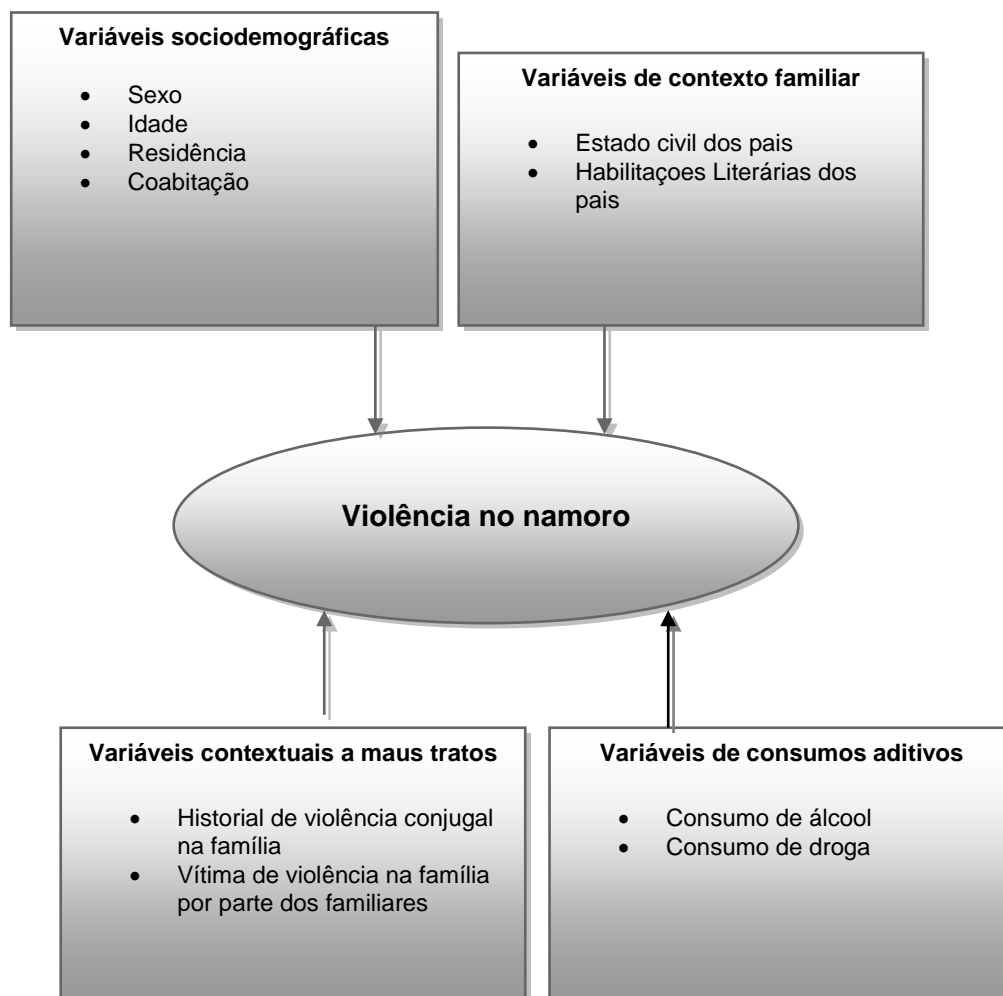 Variáveis sociodemográficas
• Sexo
• Idade
• Residência
• Coabitação
Variáveis de contexto familiar
• Estado civil dos pais
• Habilitaçoes Literárias dos
pais
Violência no namoro
Variáveis contextuais a maus tratos
• Historial de violência conjugal
na família
• Vítima de violência na família
por parte dos familiares
Variáveis de consumos aditivos
• Consumo de álcool
• Consumo de droga